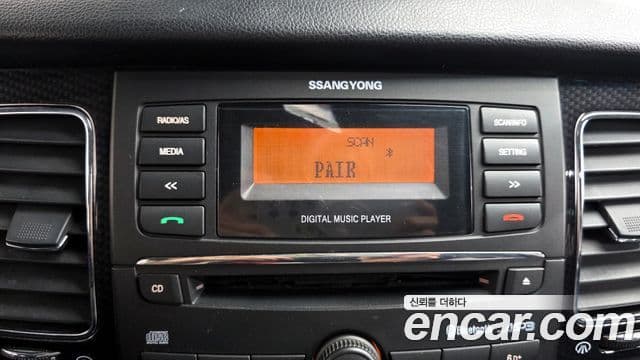 SSANGYONG
RADIO/AS
SCAN/INFO
SCAN
MEDIA
SETTING
PAIR
<<
>>
DIGITAL MUSIC PLAYER
CD
신뢰를 더하다
encar.com
Bluetooth